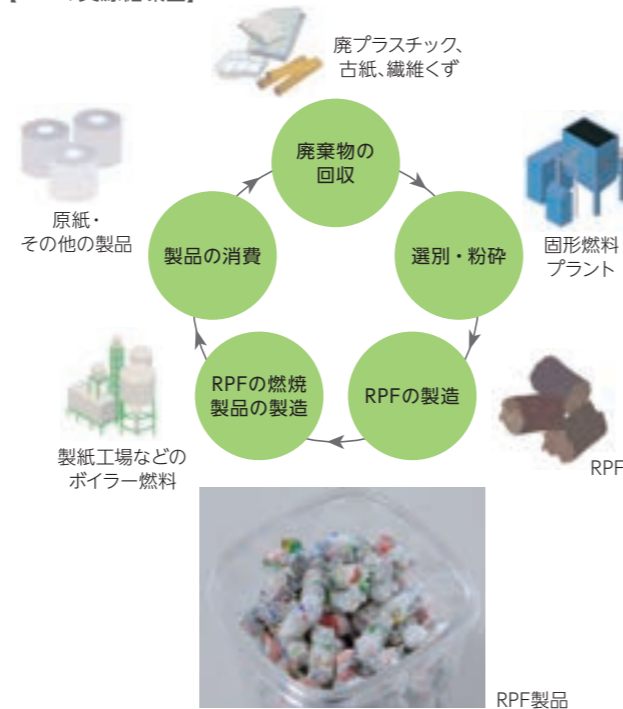 廃プラスチック、
古紙、繊維くず
廃棄物の
回収
原紙・
その他の製品
製品の消費
選別・粉砕
固形燃料
プラント
RPFの燃焼
製品の製造
RPFの製造
製紙工場などの
ボイラー燃料
RPF
RPF製品